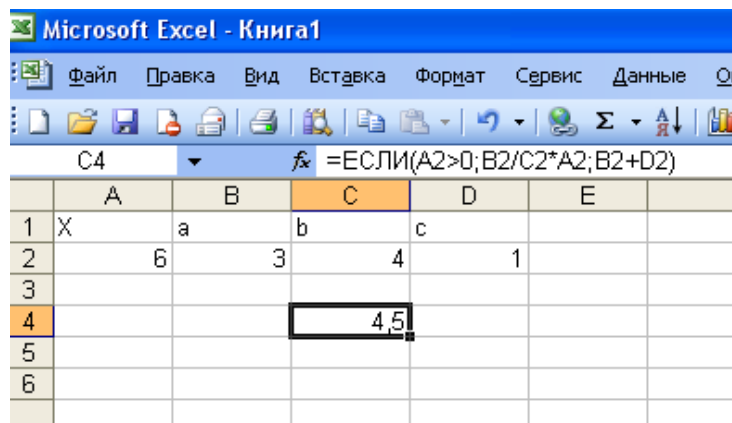 Microsoft Excel - Книга1
Файл Правка Вид Вставка Формат Сервис Данные
C4 fx =ЕСЛИ(A2>0;B2/C2*A2;B2+D2)
A B C D E
1 X a b c
2 6 3 4 1
3
4 4,5
5
6